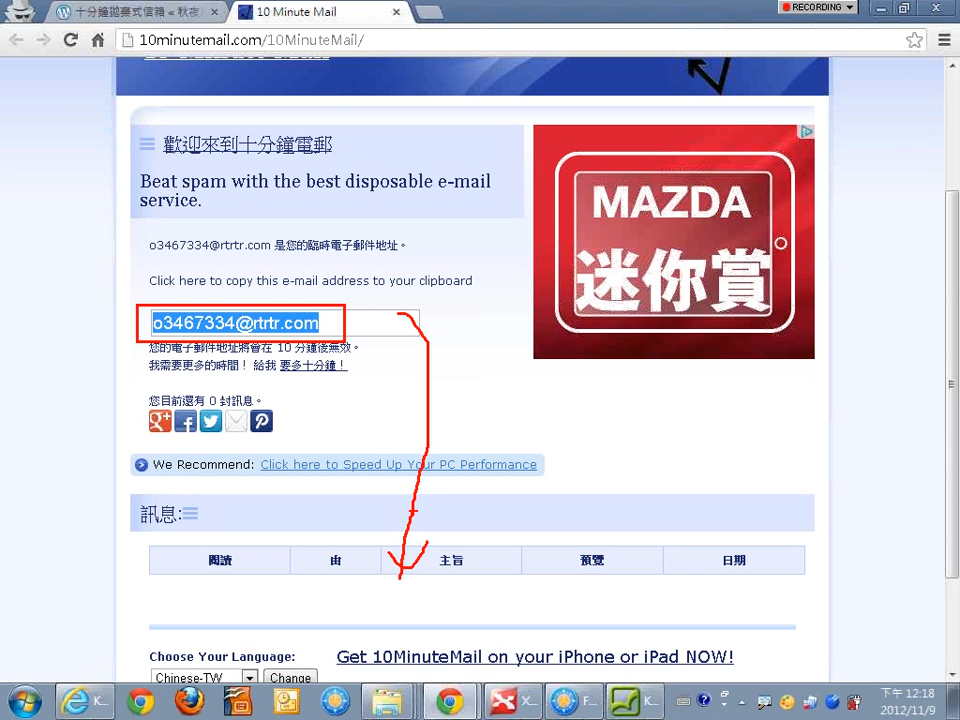 十分鐘拋棄式信箱 « 秋夜
10 Minute Mail
RECORDING
10minutemail.com/10MinuteMail/
歡迎來到十分鐘電郵
Beat spam with the best disposable e-mail
service.
o3467334@rtrtr.com 是您的臨時電子郵件地址。
Click here to copy this e-mail address to your clipboard
o3467334@rtrtr.com
您的電子郵件地址將會在 10 分鐘後無效。
我需要更多的時間！ 給我 要多十分鐘！
您目前還有 0 封訊息。
MAZDA
迷你賞
We Recommend: Click here to Speed Up Your PC Performance
訊息:
閱讀 由 主旨 預覽 日期
Choose Your Language:
Get 10MinuteMail on your iPhone or iPad NOW!
Chinese-TW
Change
K...
X...
F...
K...
下午 12:18
2012/11/9